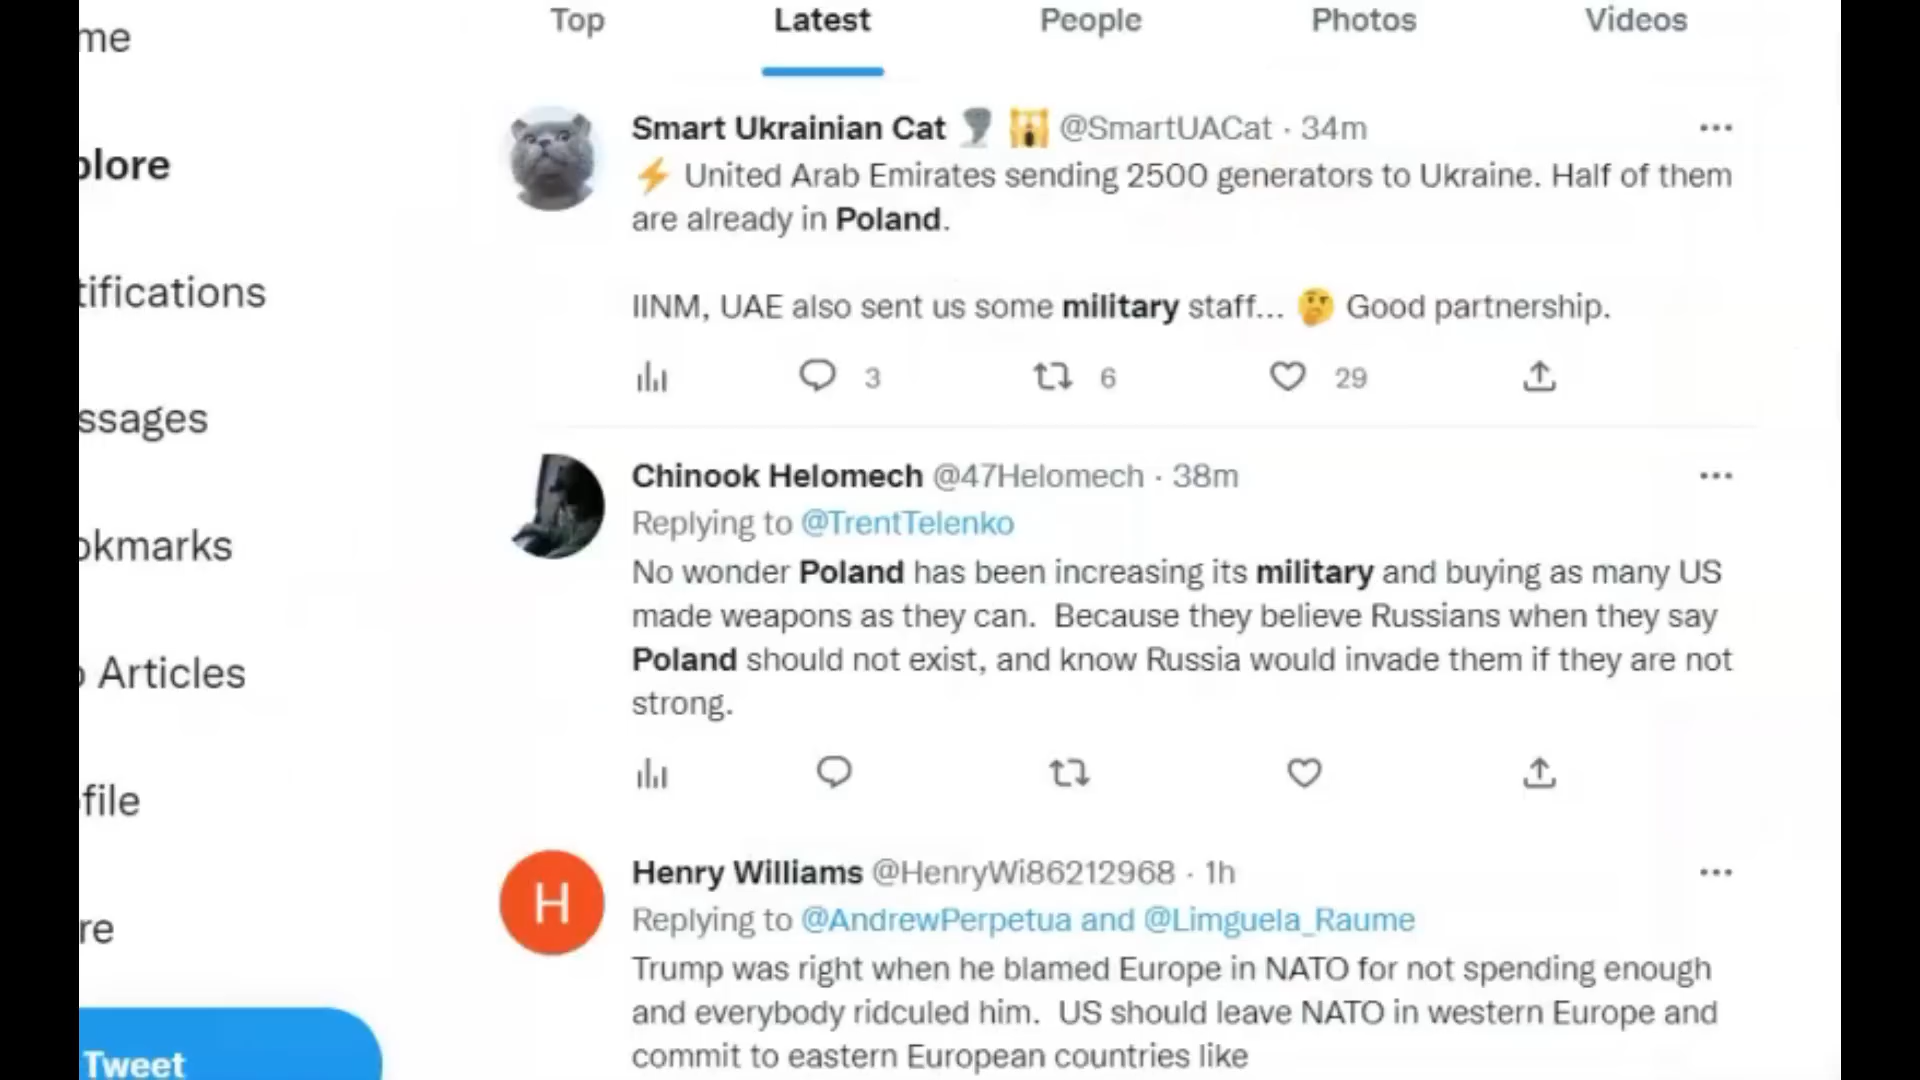 Top Latest People Photos Videos
me
plore
tifications
ssages
okmarks
Articles
file
re
Tweet
Smart Ukrainian Cat 🌪 🙀 @SmartUACat · 34m
⚡ United Arab Emirates sending 2500 generators to Ukraine. Half of them
are already in Poland.
IINM, UAE also sent us some military staff... 🤔 Good partnership.
3 6 29
Chinook Helomech @47Helomech · 38m
Replying to @TrentTelenko
No wonder Poland has been increasing its military and buying as many US
made weapons as they can. Because they believe Russians when they say
Poland should not exist, and know Russia would invade them if they are not
strong.
H
Henry Williams @HenryWi86212968 · 1h
Replying to @AndrewPerpetua and @Limguela_Raume
Trump was right when he blamed Europe in NATO for not spending enough
and everybody ridculed him. US should leave NATO in western Europe and
commit to eastern European countries like